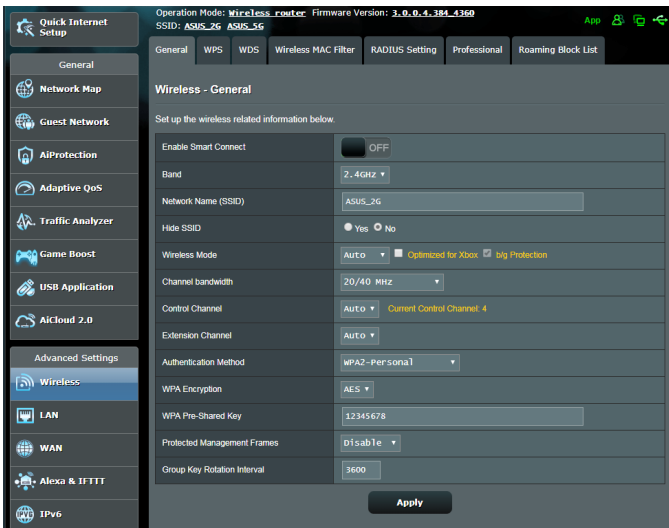 Quick Internet Setup
Operation Mode: Wireless router Firmware Version: 3.0.0.4.384_4360
SSID: ASUS_2G ASUS_5G
App
General WPS WDS Wireless MAC Filter RADIUS Setting Professional Roaming Block List
General
Network Map
Guest Network
AiProtection
Adaptive QoS
Traffic Analyzer
Game Boost
USB Application
AiCloud 2.0
Advanced Settings
Wireless
LAN
WAN
Alexa & IFTTT
IPv6
Wireless - General
Set up the wireless related information below.
Enable Smart Connect OFF
Band 2.4GHz
Network Name (SSID) ASUS_2G
Hide SSID Yes No
Wireless Mode Auto Optimized for Xbox b/g Protection
Channel bandwidth 20/40 MHz
Control Channel Auto Current Control Channel: 4
Extension Channel Auto
Authentication Method WPA2-Personal
WPA Encryption AES
WPA Pre-Shared Key 12345678
Protected Management Frames Disable
Group Key Rotation Interval 3600
Apply